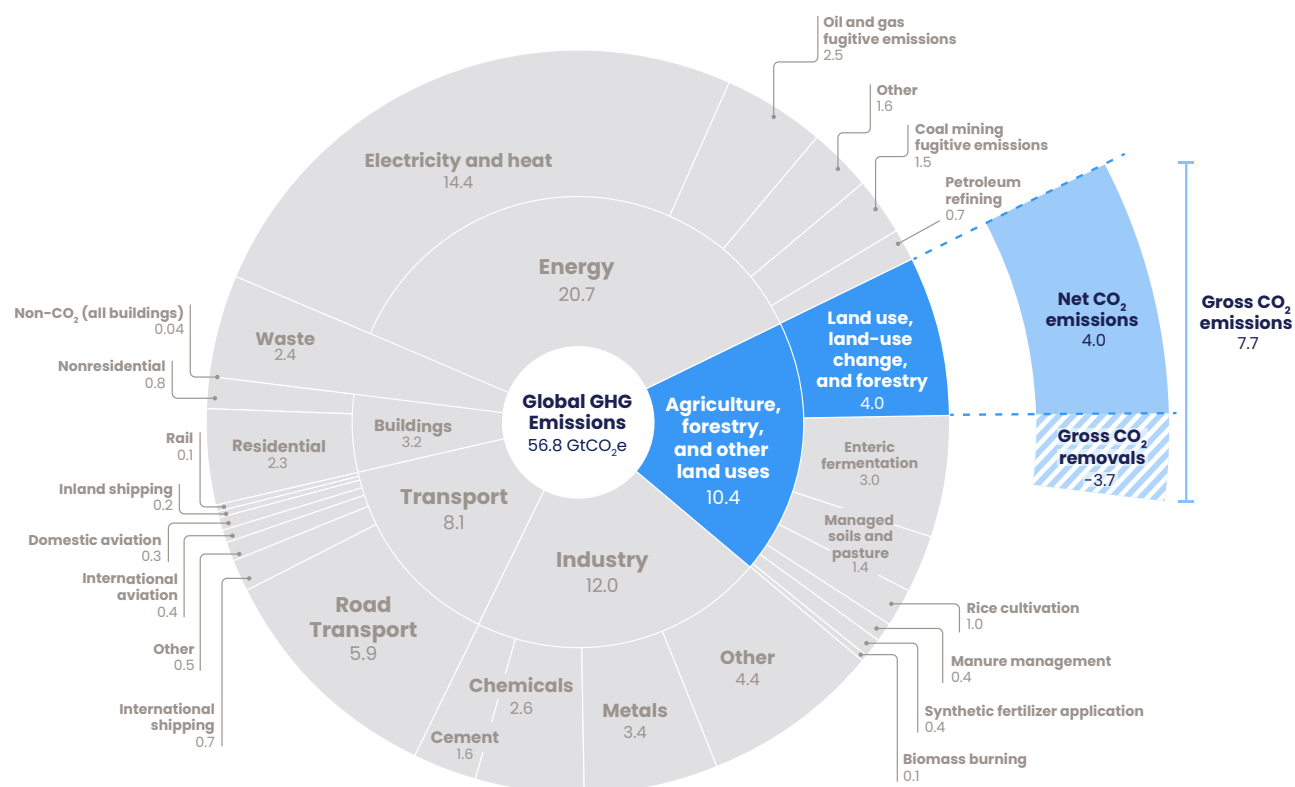 Oil and gas
fugitive emissions
2.5
Other
1.6
Coal mining
fugitive emissions
1.5
Petroleum
refining
0.7
Electricity and heat
14.4
Energy
20.7
Non-CO₂ (all buildings)
0.04
Nonresidential
0.8
Waste
2.4
Residential
2.3
Buildings
3.2
Rail
0.1
Inland shipping
0.2
Domestic aviation
0.3
International
aviation
0.4
Other
0.5
International
shipping
0.7
Transport
8.1
Road
Transport
5.9
Global GHG
Emissions
56.8 GtCO₂e
Industry
12.0
Cement
1.6
Chemicals
2.6
Metals
3.4
Other
4.4
Agriculture,
forestry,
and other
land uses
10.4
Land use,
land-use
change,
and forestry
4.0
Enteric
fermentation
3.0
Managed
soils and
pasture
1.4
Rice cultivation
1.0
Manure management
0.4
Synthetic fertilizer application
0.4
Biomass burning
0.1
Net CO₂
emissions
4.0
Gross CO₂
removals
-3.7
Gross CO₂
emissions
7.7